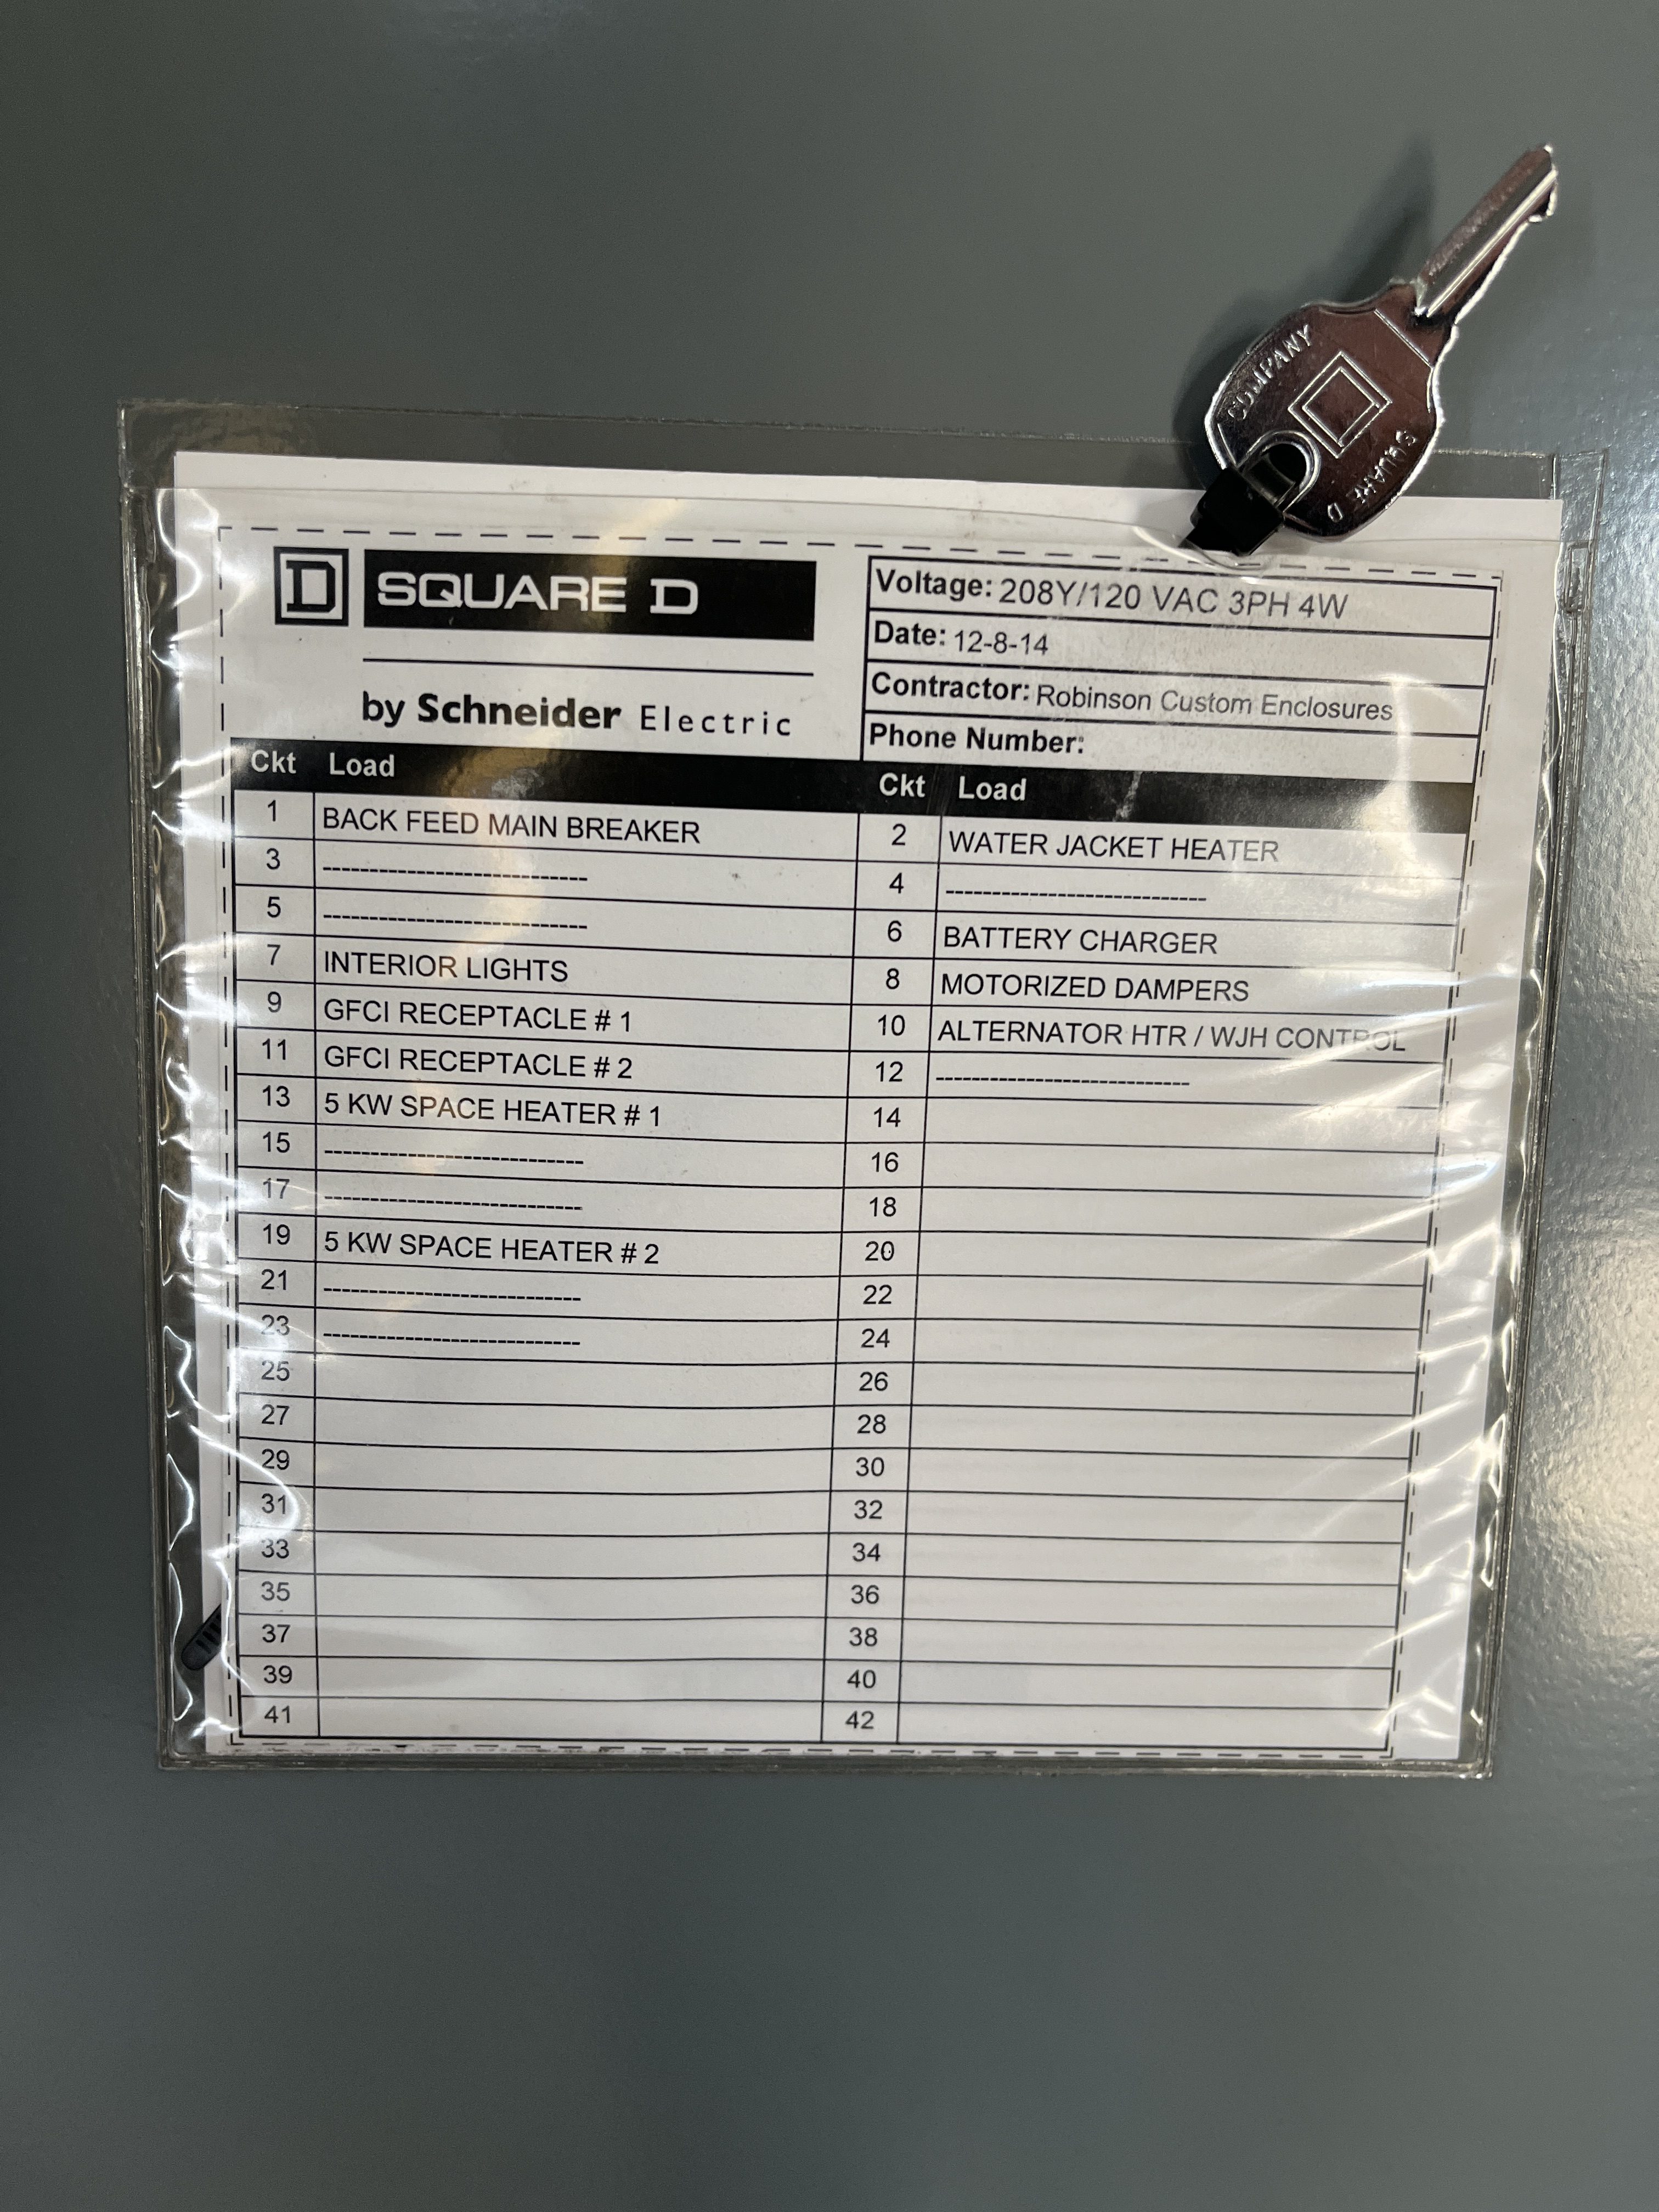 COMPANY
SQUARE D
D SQUARE D
by Schneider Electric
Voltage: 208Y/120 VAC 3PH 4W
Date: 12-8-14
Contractor: Robinson Custom Enclosures
Phone Number:
Ckt Load Ckt Load
1 BACK FEED MAIN BREAKER 2 WATER JACKET HEATER
3 ---------------------------- 4 ----------------------------
5 ---------------------------- 6 BATTERY CHARGER
7 INTERIOR LIGHTS 8 MOTORIZED DAMPERS
9 GFCI RECEPTACLE # 1 10 ALTERNATOR HTR / WJH CONTROL
11 GFCI RECEPTACLE # 2 12 ----------------------------
13 5 KW SPACE HEATER # 1 14
15 ---------------------------- 16
17 ---------------------------- 18
19 5 KW SPACE HEATER # 2 20
21 ---------------------------- 22
23 ---------------------------- 24
25 26
27 28
29 30
31 32
33 34
35 36
37 38
39 40
41 42